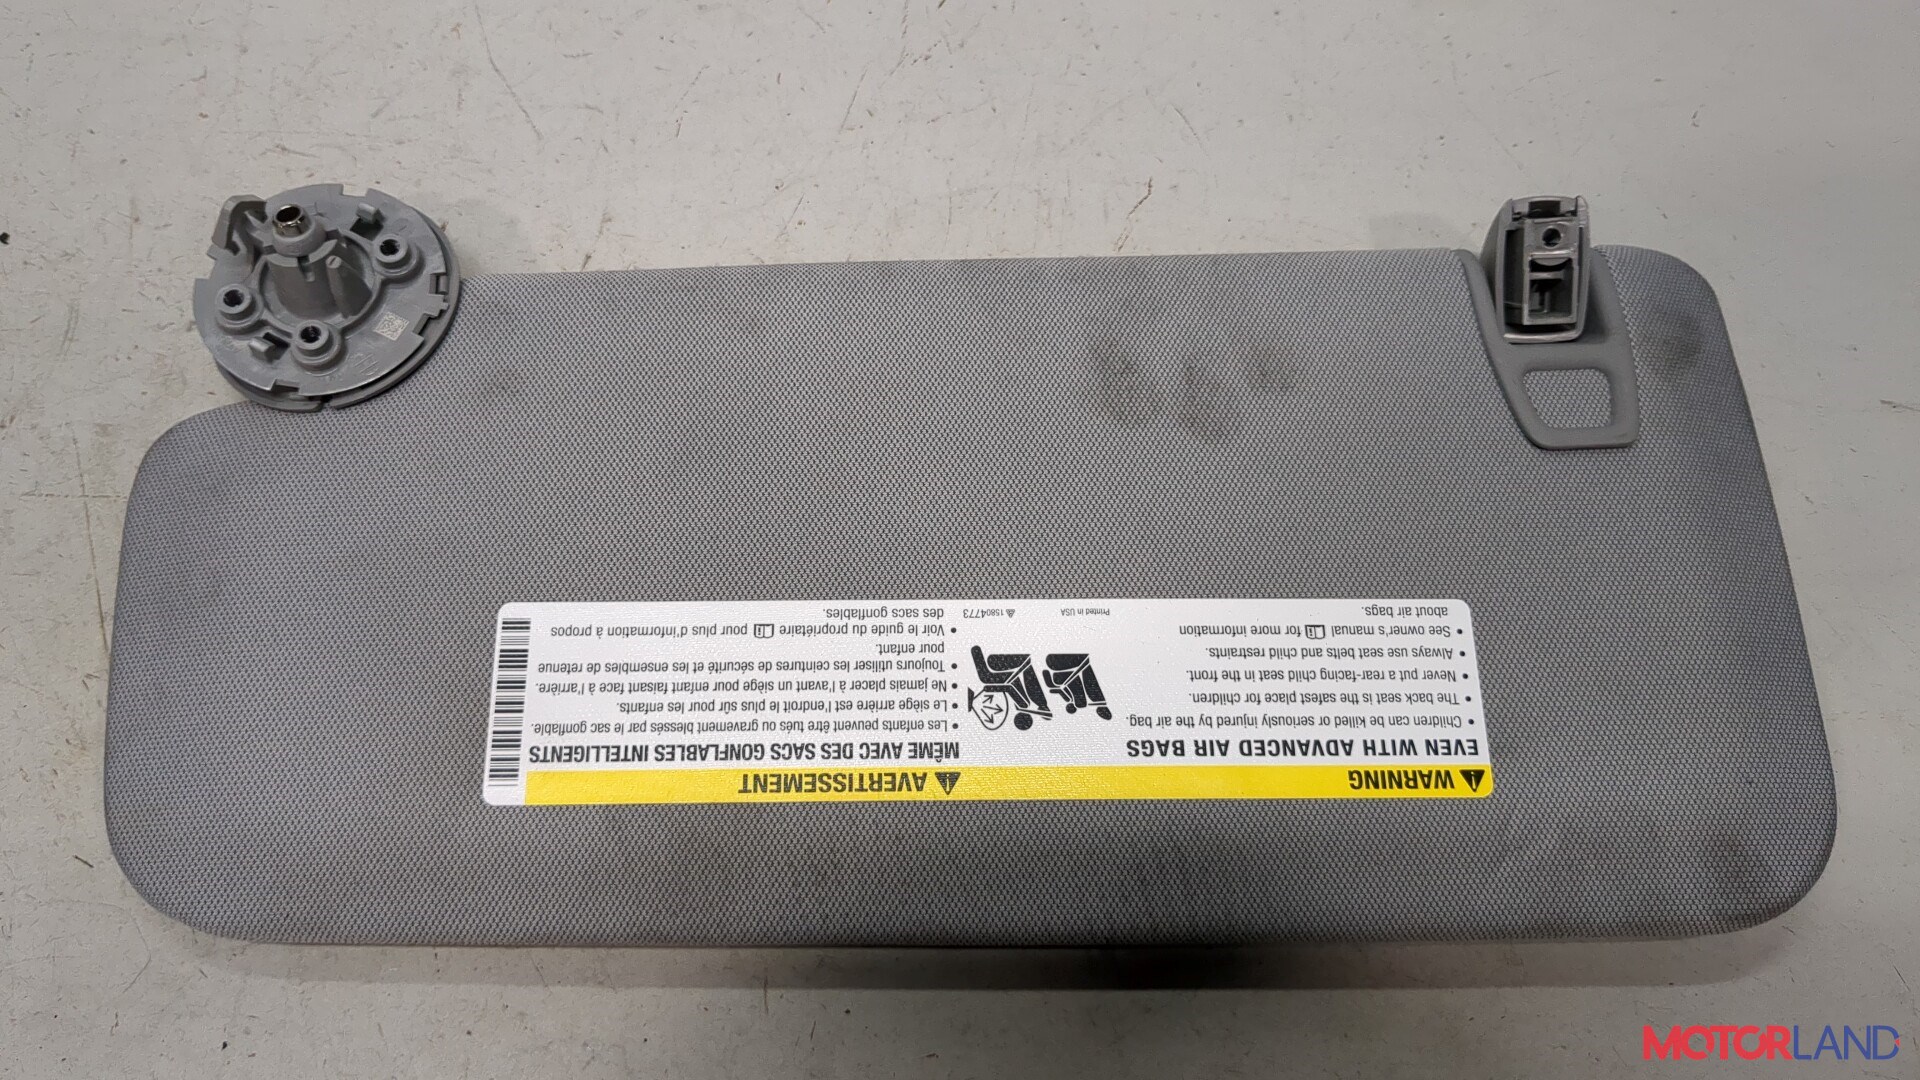 WARNING
EVEN WITH ADVANCED AIR BAGS
• Children can be killed or seriously injured by the air bag.
• The back seat is the safest place for children.
• Never put a rear-facing child seat in the front.
• Always use seat belts and child restraints.
• See owner's manual for more information
about air bags.
Printed in USA
15804773
AVERTISSEMENT
MÊME AVEC DES SACS GONFLABLES INTELLIGENTS
• Les enfants peuvent être tués ou gravement blessés par le sac gonflable.
• Le siège arrière est l'endroit le plus sûr pour les enfants.
• Ne jamais placer à l'avant un siège pour enfant faisant face à l'arrière.
• Toujours utiliser les ceintures de sécurité et les ensembles de retenue
pour enfant.
• Voir le guide du propriétaire pour plus d'information à propos
des sacs gonflables.
MOTORLAND